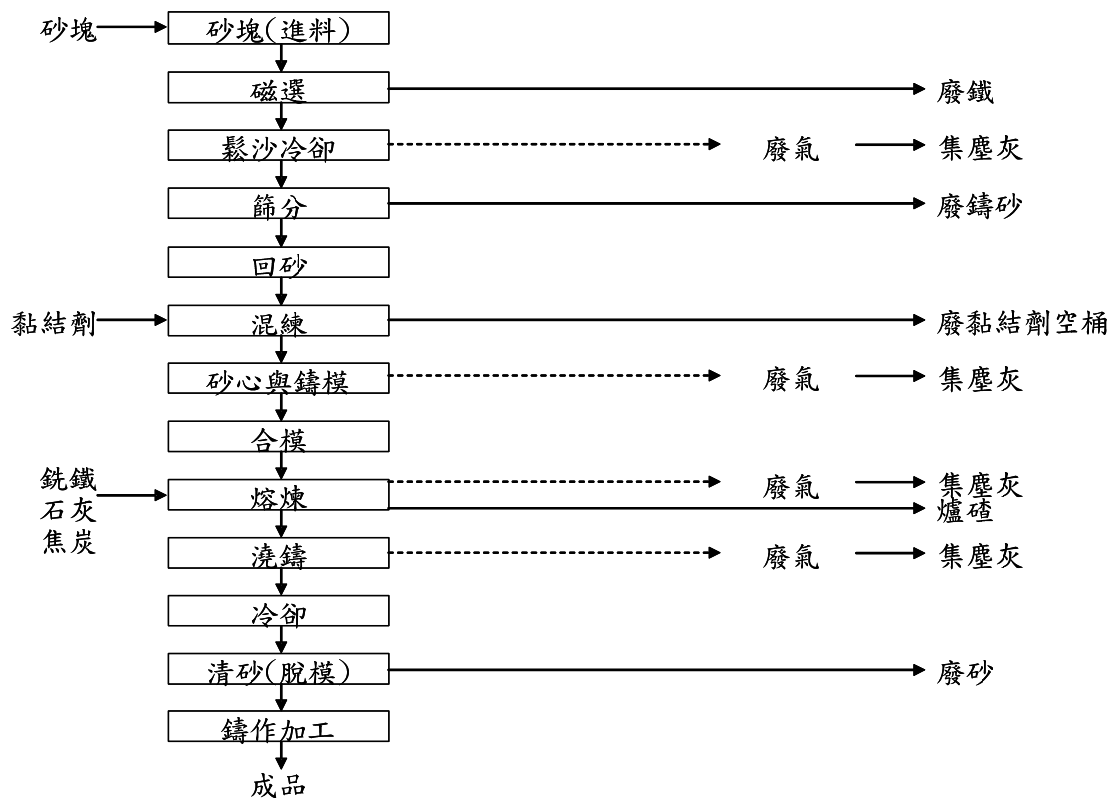 砂塊
砂塊(進料)
磁選
廢鐵
鬆沙冷卻
廢氣
集塵灰
篩分
廢鑄砂
回砂
黏結劑
混練
廢黏結劑空桶
砂心與鑄模
廢氣
集塵灰
合模
銑鐵
石灰
焦炭
熔煉
廢氣
集塵灰
爐碴
澆鑄
廢氣
集塵灰
冷卻
清砂(脫模)
廢砂
鑄作加工
成品